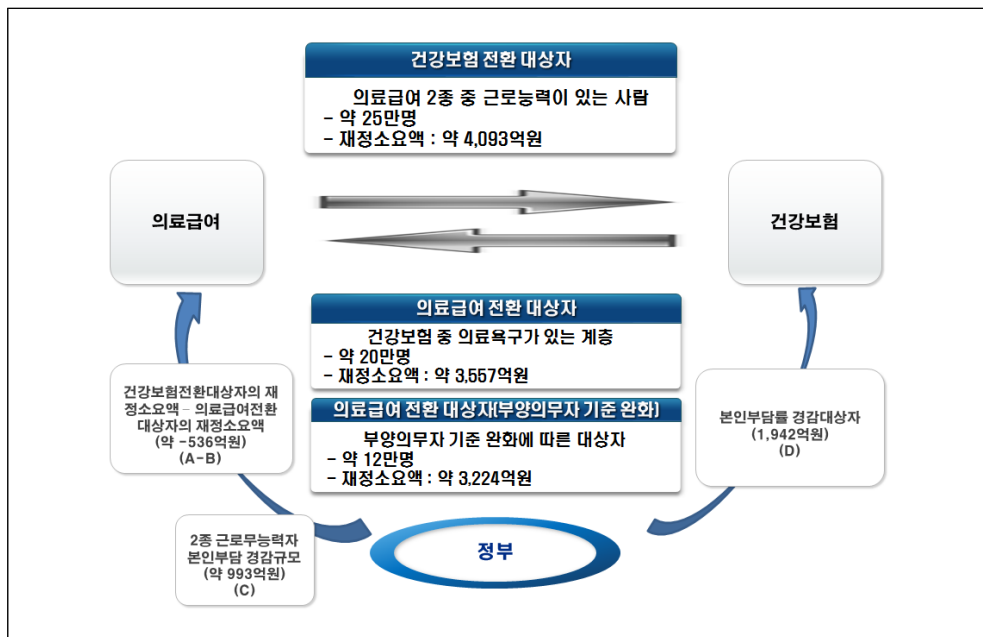 건강보험 전환 대상자
의료급여 2종 중 근로능력이 있는 사람
- 약 25만명
- 재정소요액 : 약 4,093억원
의료급여
건강보험
의료급여 전환 대상자
건강보험 중 의료욕구가 있는 계층
- 약 20만명
- 재정소요액 : 약 3,557억원
의료급여 전환 대상자(부양의무자 기준 완화)
부양의무자 기준 완화에 따른 대상자
- 약 12만명
- 재정소요액 : 약 3,224억원
건강보험전환대상자의 재
정소요액 – 의료급여전환
대상자의 재정소요액
(약 -536억원)
(A-B)
본인부담률 경감대상자
(1,942억원)
(D)
2종 근로무능력자
본인부담 경감규모
(약 993억원)
(C)
정부